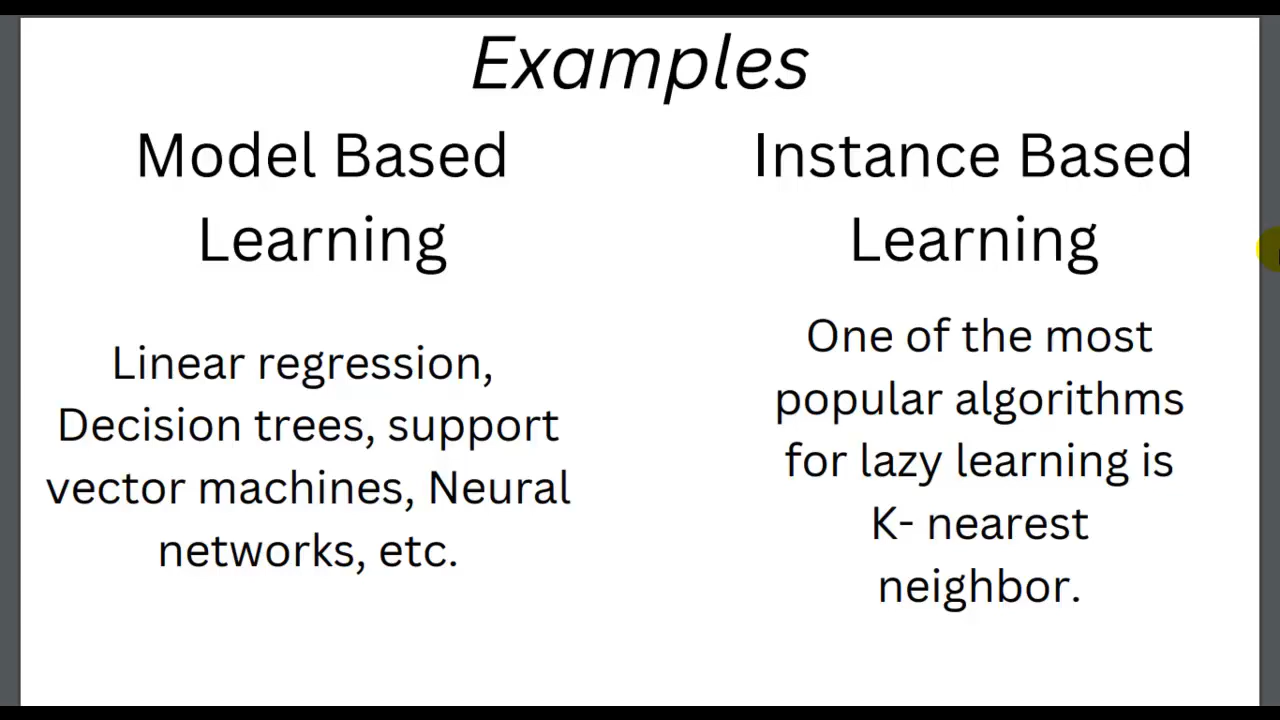 Examples
Model Based
Learning
Linear regression,
Decision trees, support
vector machines, Neural
networks, etc.
Instance Based
Learning
One of the most
popular algorithms
for lazy learning is
K- nearest
neighbor.